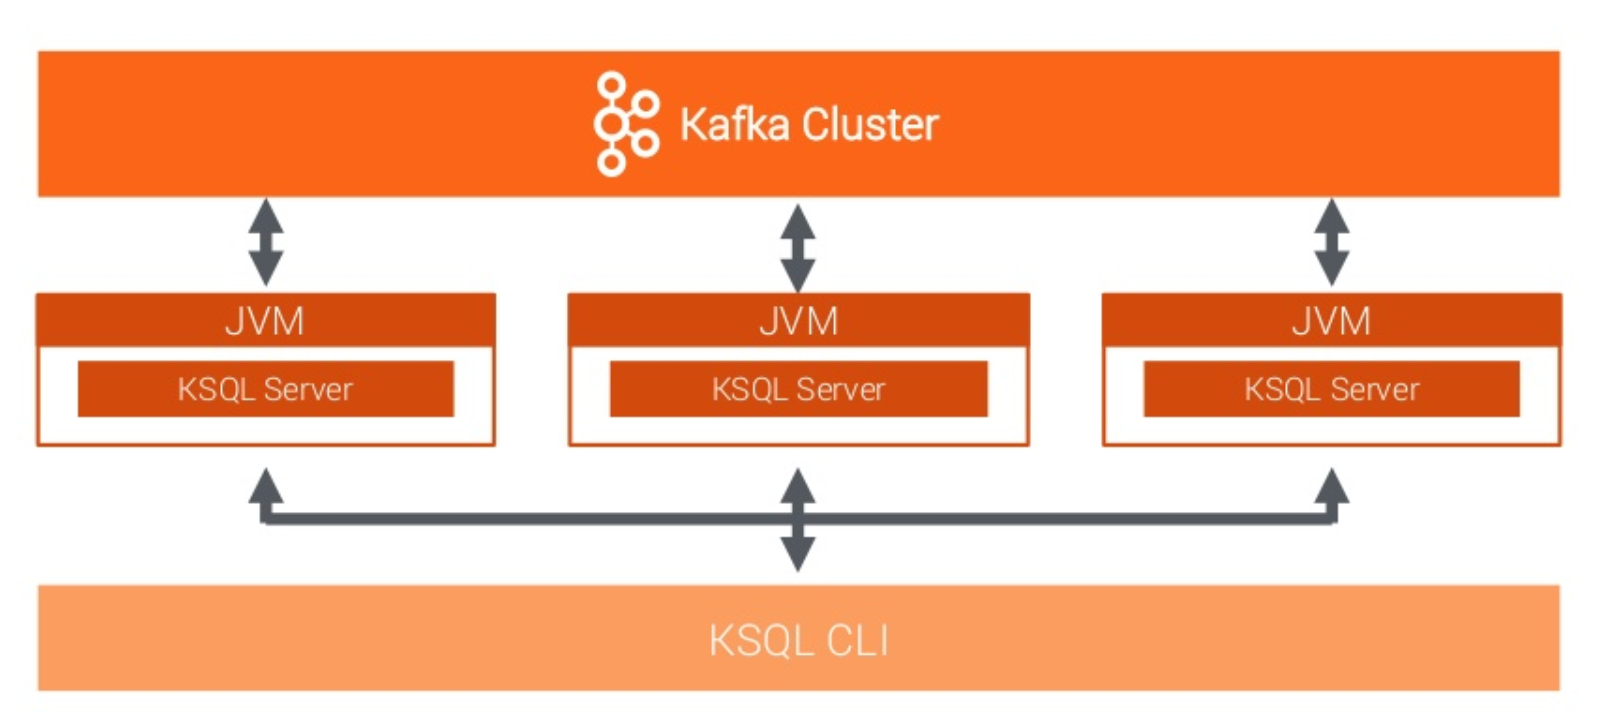 Kafka Cluster
JVM
KSQL Server
JVM
KSQL Server
JVM
KSQL Server
KSQL CLI